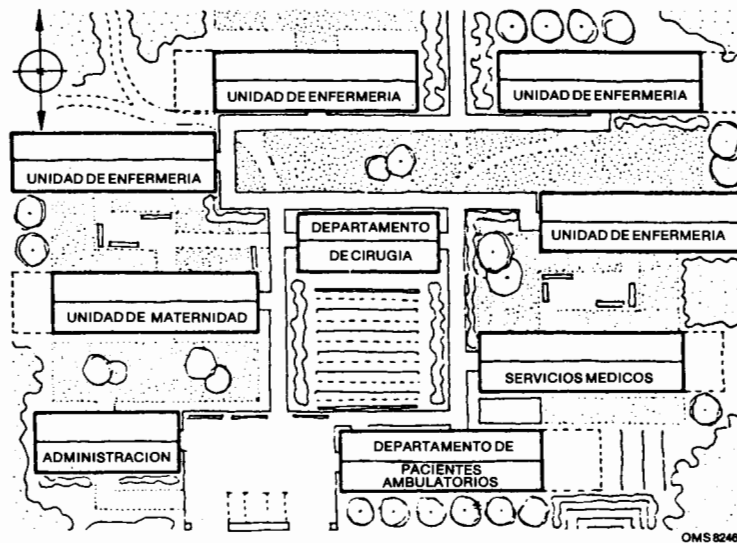 UNIDAD DE ENFERMERIA
UNIDAD DE ENFERMERIA
UNIDAD DE ENFERMERIA
DEPARTAMENTO
DE CIRUGIA
UNIDAD DE ENFERMERIA
UNIDAD DE MATERNIDAD
SERVICIOS MEDICOS
ADMINISTRACION
DEPARTAMENTO DE
PACIENTES
AMBULATORIOS
OMS 8246